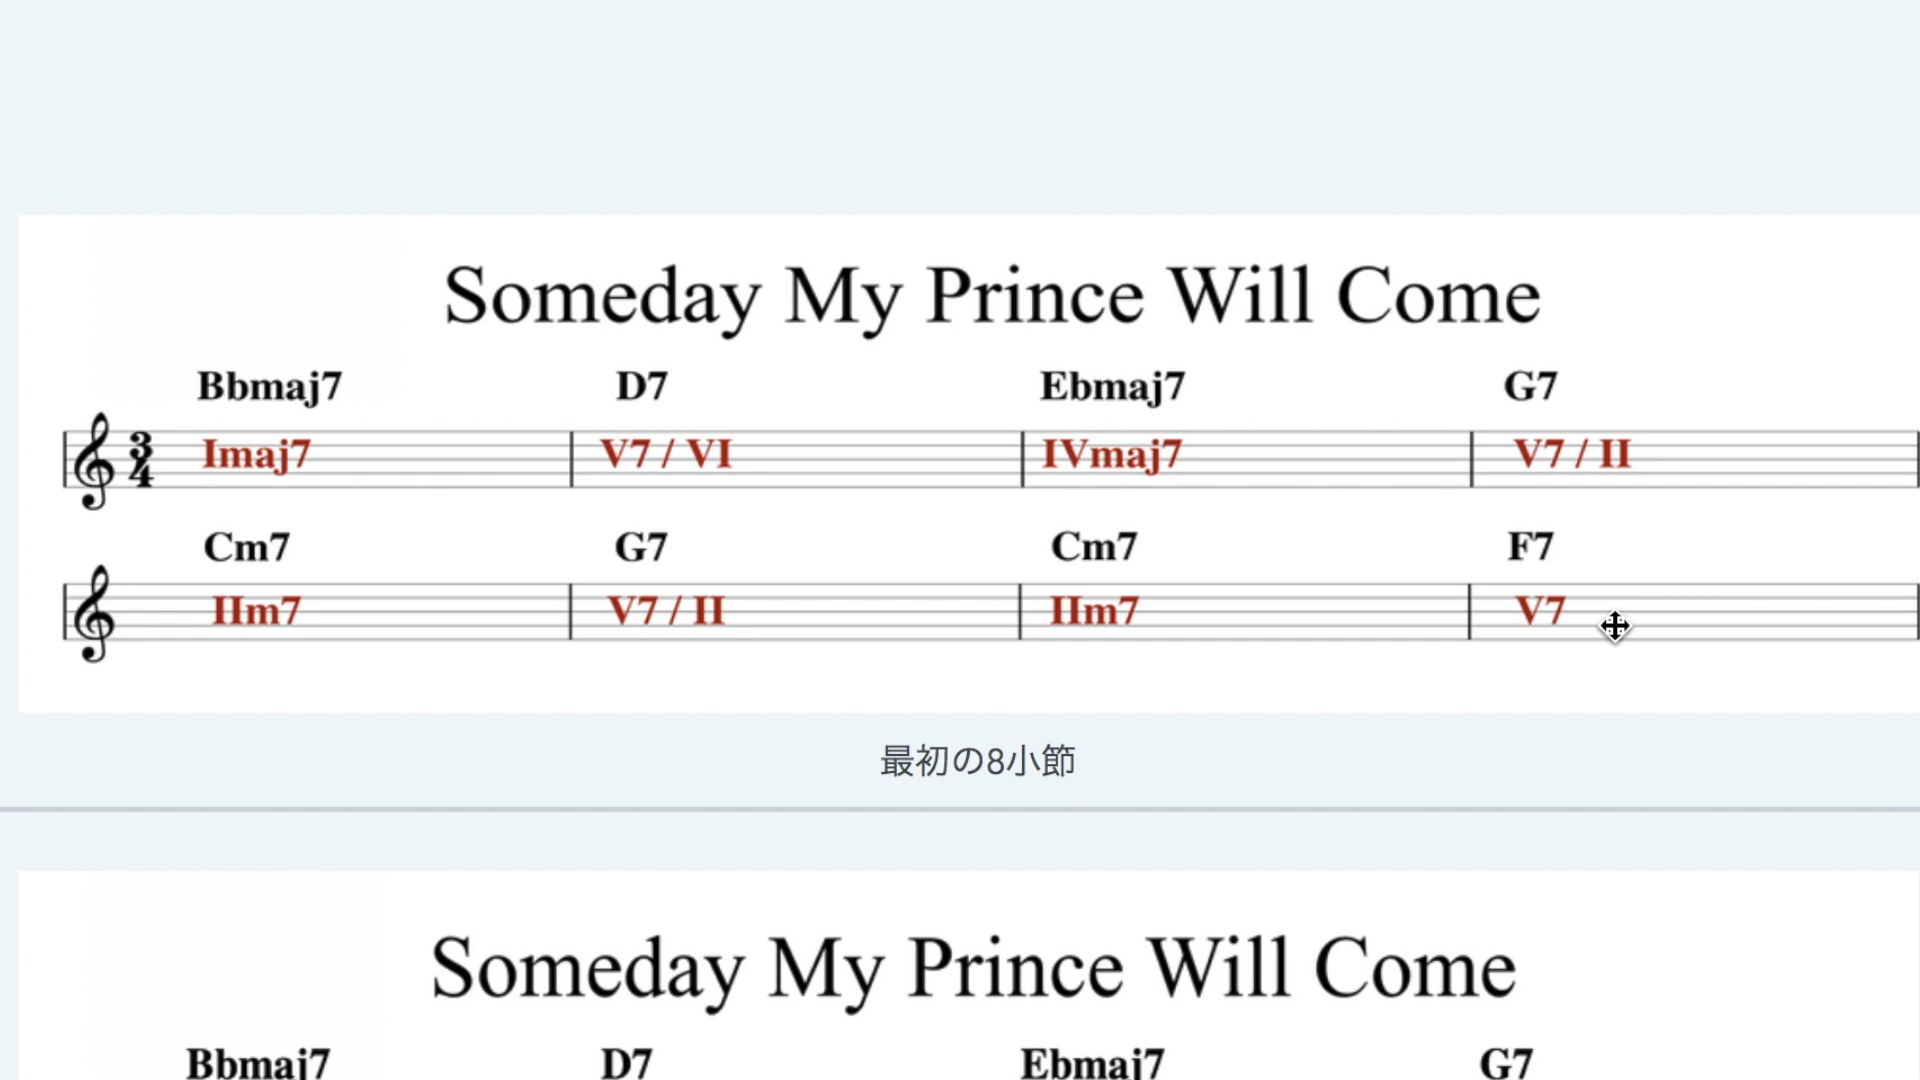 Someday My Prince Will Come
Bbmaj7 D7 Ebmaj7 G7
3
4
Imaj7 V7 / VI IVmaj7 V7 / II
Cm7 G7 Cm7 F7
IIm7 V7 / II IIm7 V7
最初の8小節
Someday My Prince Will Come
Bbmaj7 D7 Ebmaj7 G7